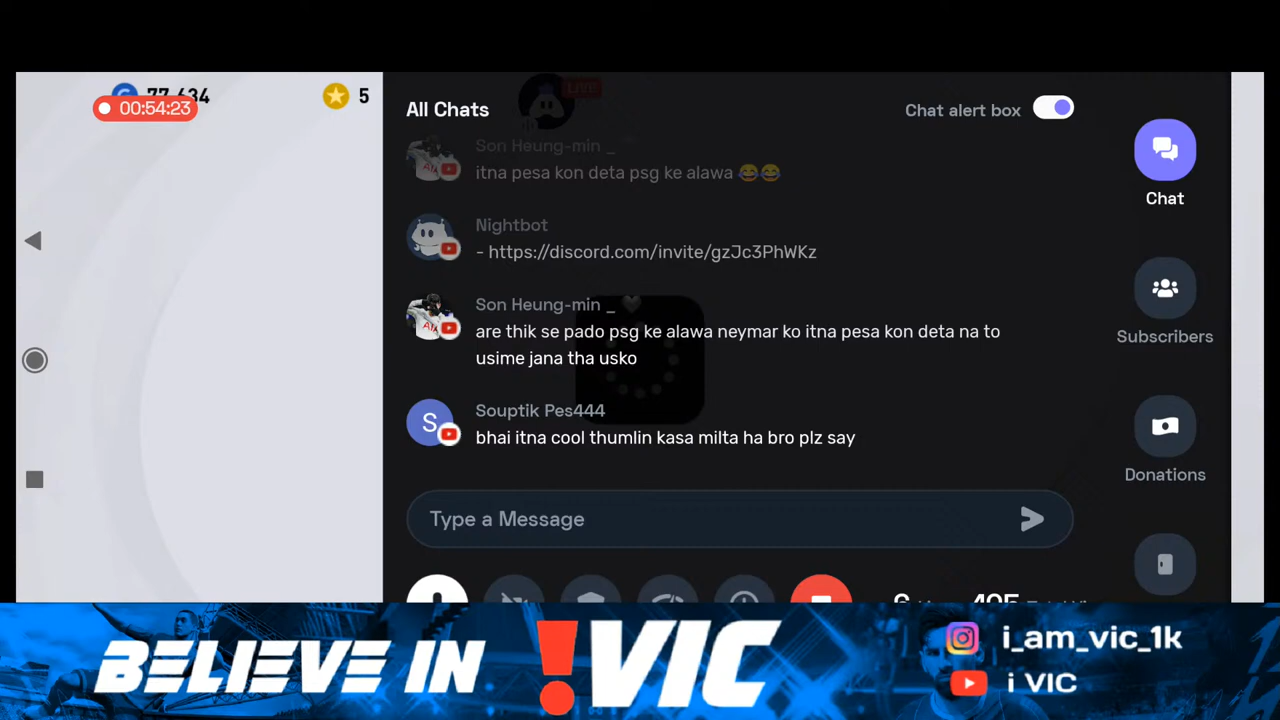 77,634
5
00:54:23
LIVE
All Chats
Chat alert box
Son Heung-min _
itna pesa kon deta psg ke alawa 😂😂
Chat
Nightbot
- https://discord.com/invite/gzJc3PhWKz
Son Heung-min _
are thik se pado psg ke alawa neymar ko itna pesa kon deta na to
usime jana tha usko
Subscribers
S
Souptik Pes444
bhai itna cool thumlin kasa milta ha bro plz say
Donations
Type a Message
BELIEVE IN !VIC
i_am_vic_1k
i VIC